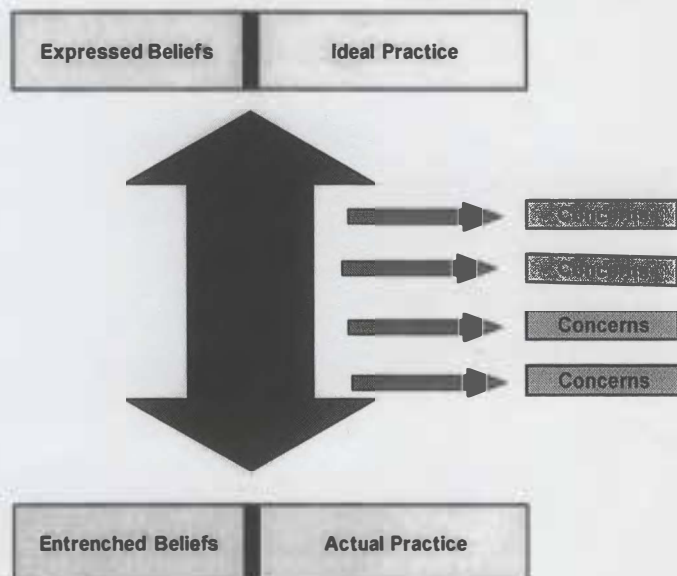 Expressed Beliefs
Ideal Practice
Concerns
Concerns
Entrenched Beliefs
Actual Practice